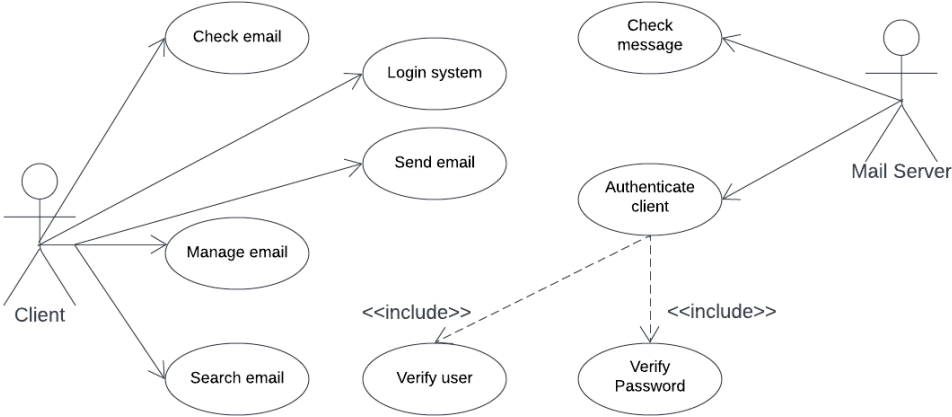 Check email
Check
message
Login system
Send email
Mail Server
Authenticate
client
Manage email
Client
<<include>>
<<include>>
Search email
Verify user
Verify
Password